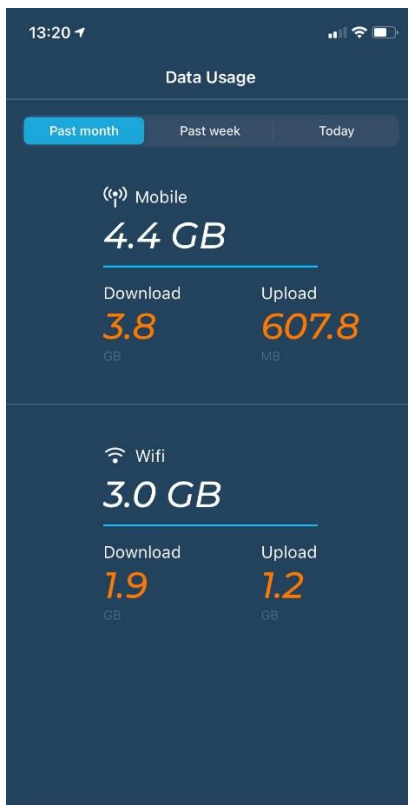 13:20
Data Usage
Past month Past week Today
Mobile
4.4 GB
Download Upload
3.8 607.8
GB MB
Wifi
3.0 GB
Download Upload
1.9 1.2
GB GB